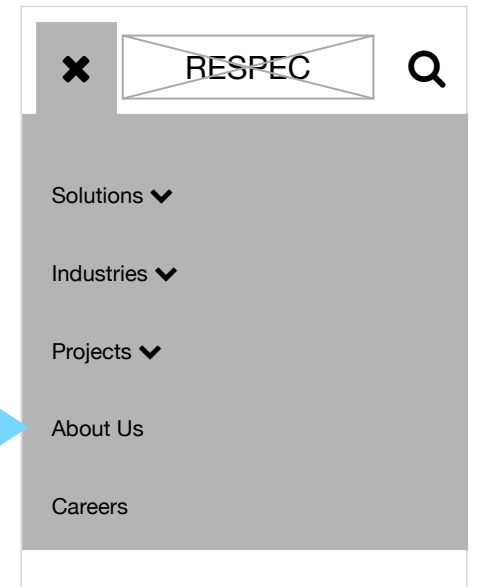 RESPEC
Solutions
Industries
Projects
About Us
Careers